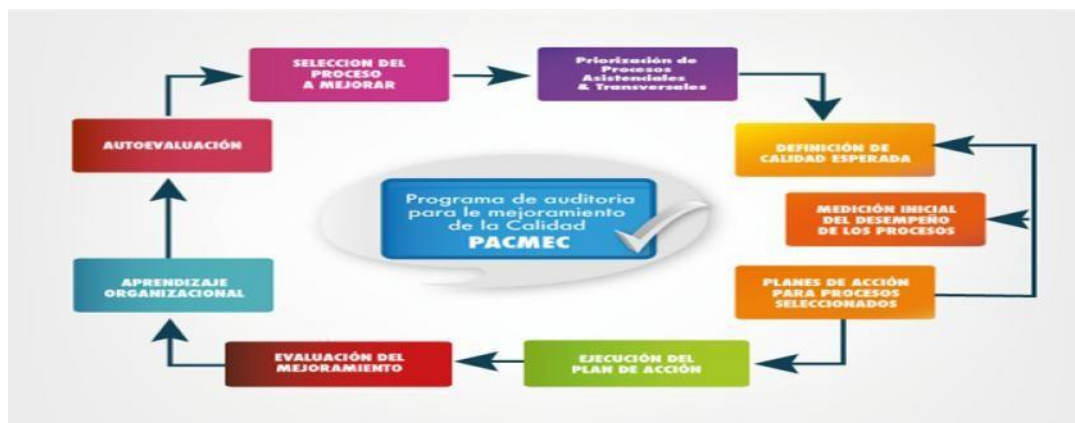 SELECCION DEL
PROCESO
A MEJORAR
Priorización de
Procesos
Asistendales
& Transversales
AUTOEVALUACIÓN
DEFINICIÓN DE
CALIDAD ESPERADA
Programa de auditoria
para le mejoramiento
de la Calidad
PACMEC
MEDICIÓN INICIAL
DEL DESEMPEÑO
DE LOS PROCESOS
APRENDIZAJE
ORGANIZACIONAL
PLANES DE ACCIÓN
PARA PROCESOS
SELECCIONADOS
EVALUACIÓN DEL
MEJORAMIENTO
EJECUCIÓN DEL
PLAN DE ACCIÓN